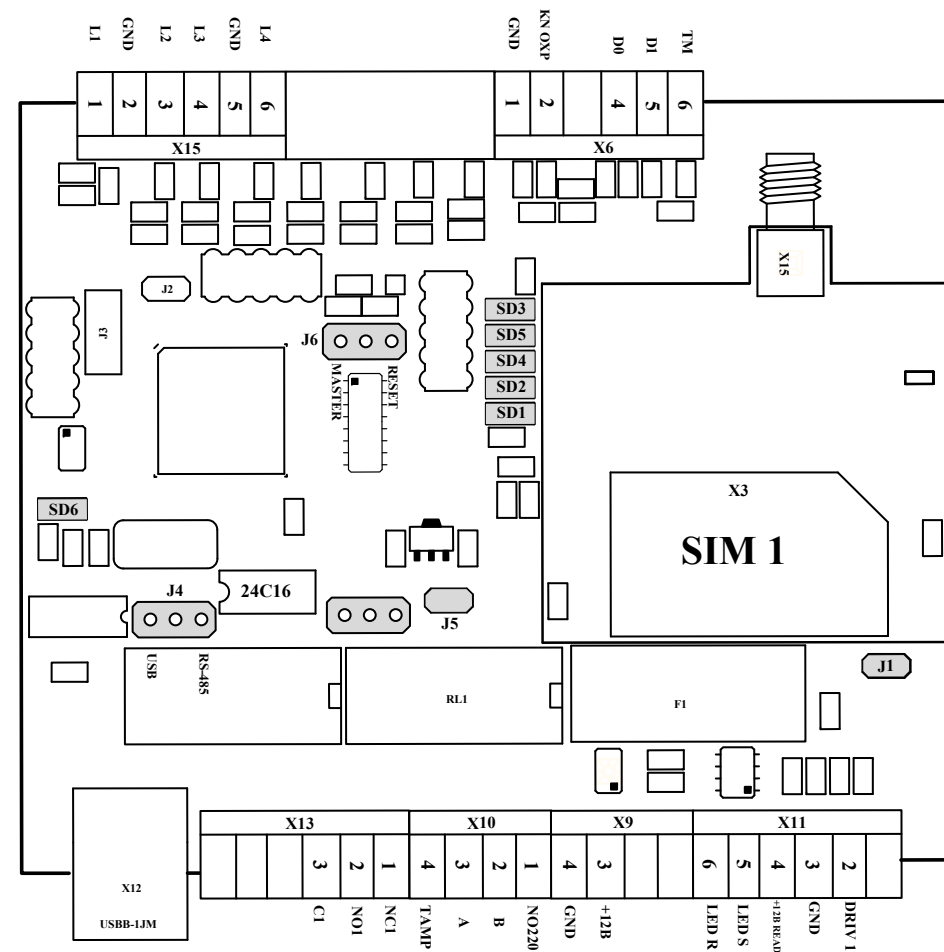 L1 GND L2 L3 GND L4 GND KN OXP D0 D1 TM
1 2 3 4 5 6 1 2 4 5 6
X15 X6
X15
J2
J3
SD3
J6
SD5
SD4
SD2
SD1
MASTER RESET
X3
SD6
SIM 1
J4
24C16
J5
USB RS-485
J1
RL1
F1
X13 X10 X9 X11
3 2 1 4 3 2 1 4 3 6 5 4 3 2
X12
USBB-1JM
C1 NO1 NC1 TAMP A B NO220 GND +12B LED R LED S +12B READ GND DRIV 1